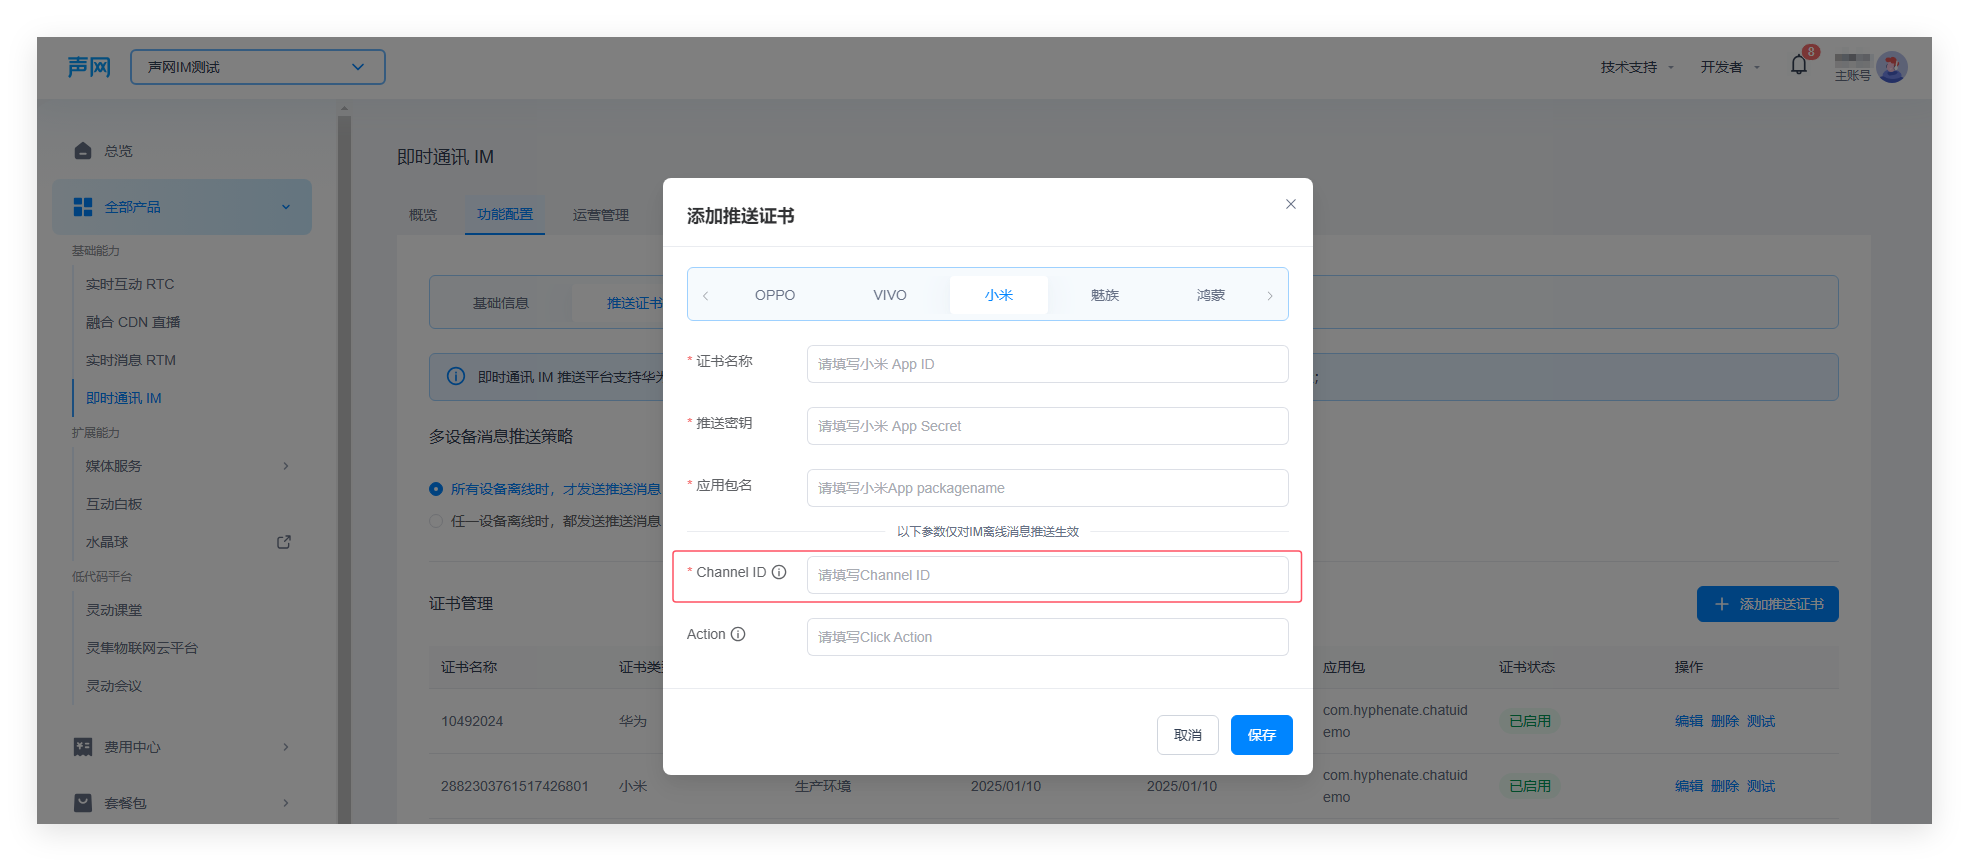 声网
声网IM测试
技术支持
开发者
8
主账号
总览
全部产品
基础能力
实时互动 RTC
融合 CDN 直播
实时消息 RTM
即时通讯 IM
扩展能力
媒体服务
互动白板
水晶球
低代码平台
灵动课堂
灵隼物联网云平台
灵动会议
费用中心
套餐包
即时通讯 IM
概览
功能配置
运营管理
基础信息
推送证书
即时通讯 IM 推送平台支持华为
;
多设备消息推送策略
所有设备离线时，才发送推送消息
任一设备离线时，都发送推送消息
证书管理
添加推送证书
证书名称 证书类 应用包 证书状态 操作
10492024 华为 com.hyphenate.chatuidemo 已启用 编辑 删除 测试
2882303761517426801 小米 生产环境 2025/01/10 2025/01/10 com.hyphenate.chatuidemo 已启用 编辑 删除 测试
添加推送证书
OPPO VIVO 小米 魅族 鸿蒙
* 证书名称 请填写小米 App ID
* 推送密钥 请填写小米 App Secret
* 应用包名 请填写小米App packagename
以下参数仅对IM离线消息推送生效
* Channel ID 请填写Channel ID
Action 请填写Click Action
取消 保存